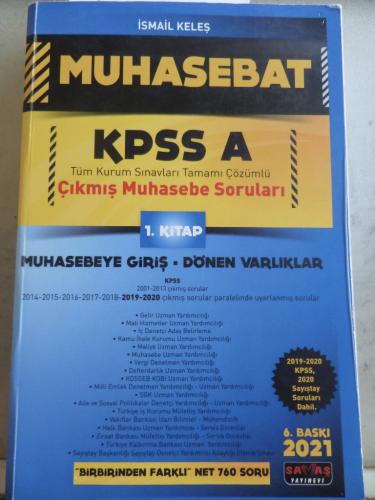 İSMAİL KELEŞ
MUHASEBAT
KPSS A
Tüm Kurum Sınavları Tamamı Çözümlü
Çıkmış Muhasebe Soruları
1. KİTAP
MUHASEBEYE GİRİŞ • DÖNEN VARLIKLAR
KPSS
2001-2013 çıkmış sorular
2014-2015-2016-2017-2018-2019-2020 çıkmış sorular paralelinde uyarlanmış sorular
• Gelir Uzman Yardımcılığı
• Mali Hizmetler Uzman Yardımcılığı
• İç Denetçi Aday Belirleme
• Kamu İhale Kurumu Uzman Yardımcılığı
• Maliye Uzman Yardımcılığı
• Muhasebe Uzman Yardımcılığı
• Vergi Denetmen Yardımcılığı
• Defterdarlık Uzman Yardımcılığı
• KOSGEB KOBİ Uzman Yardımcılığı
• Milli Emlak Denetmen Yardımcılığı - Uzman Yardımcılığı
• SGK Uzman Yardımcılığı
• Aile ve Sosyal Politikalar Denetçi Yardımcılığı - Uzman Yardımcılığı
• Türkiye İş Kurumu Müfettiş Yardımcılığı
• Vakıflar Bankası İdari Bilimler - Mühendislik
• Halk Bankası Uzman Yardımcılığı - Servis Görevlisi
• Ziraat Bankası Müfettiş Yardımcılığı - Servis Görevlisi
• Türkiye Kalkınma Bankası Uzman Yardımcılığı
• Sayıştay Başkanlığı Sayıştay Denetçi Yardımcılığı Adaylığı Eleme Sınavı
2019-2020
KPSS,
2020
Sayıştay
Soruları
Dahil.
6. BASKI
2021
"BİRBİRİNDEN FARKLI" NET 760 SORU
SAVAŞ
YAYINEVİ